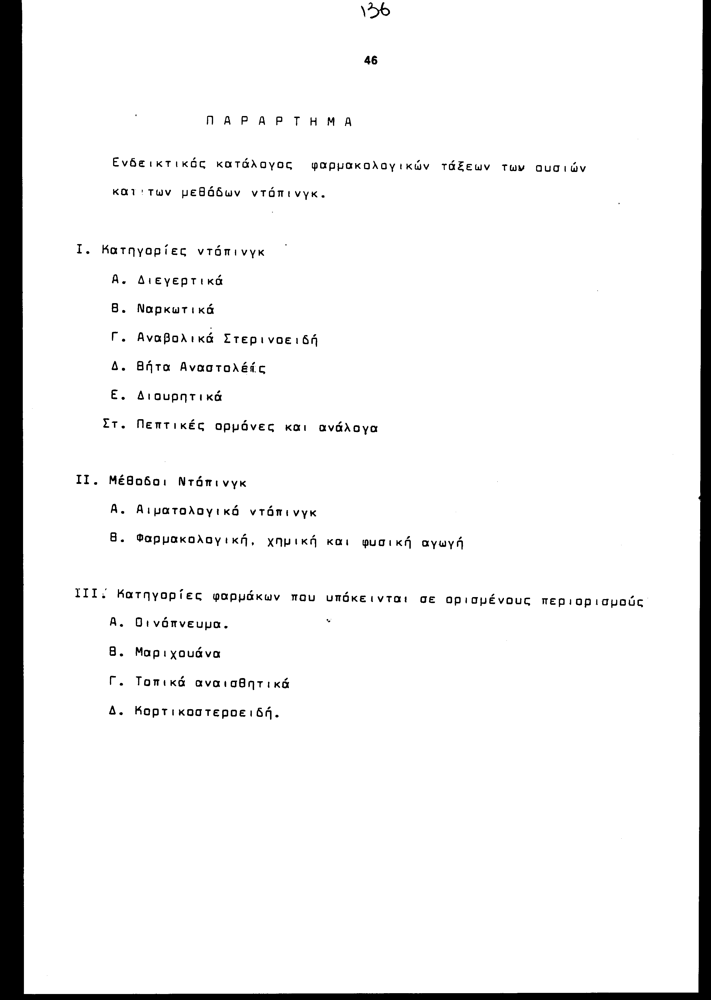 136
46
Π Α Ρ Α Ρ Τ Η Μ Α
Ενδεικτικός κατάλογος φαρμακολογικών τάξεων των ουσιών
και των μεθόδων ντόπινγκ.
I. Κατηγορίες ντόπινγκ
Α. Διεγερτικά
Β. Ναρκωτικά
Γ. Αναβολικά Στερινοειδή
Δ. Βήτα Αναστολείς
Ε. Διουρητικά
Στ. Πεπτικές ορμόνες και ανάλογα
II. Μέθοδοι Ντόπινγκ
Α. Αιματολογικό ντόπινγκ
Β. Φαρμακολογική, χημική και φυσική αγωγή
III. Κατηγορίες φαρμάκων που υπόκεινται σε ορισμένους περιορισμούς
Α. Οινόπνευμα.
Β. Μαριχουάνα
Γ. Τοπικά αναισθητικά
Δ. Κορτικοστεροειδή.